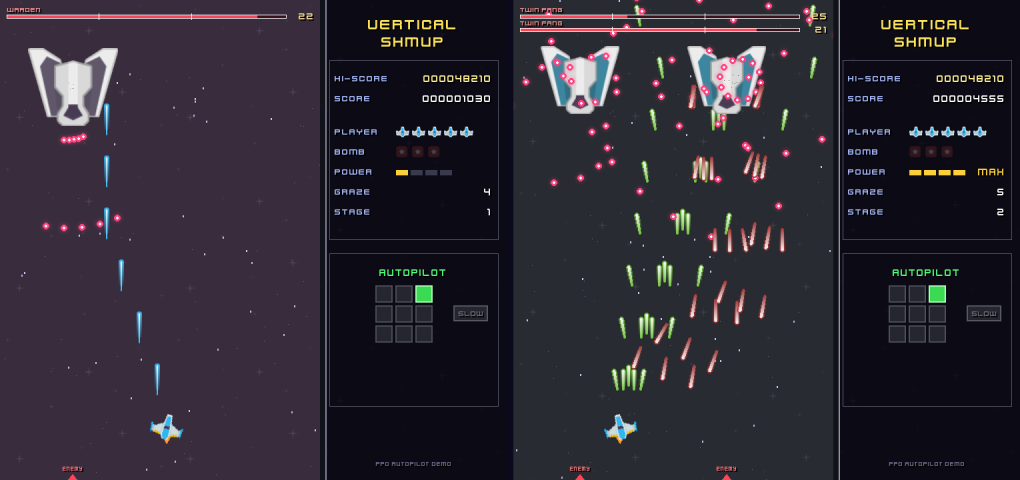 WARDEN 22
VERTICAL
SHMUP
HI-SCORE 000048210
SCORE 000001030
PLAYER
BOMB
POWER
GRAZE 4
STAGE 1
AUTOPILOT
SLOW
PPO AUTOPILOT DEMO
ENEMY
TWIN FANG 25
TWIN FANG 21
VERTICAL
SHMUP
HI-SCORE 000048210
SCORE 000004555
PLAYER
BOMB
POWER MAX
GRAZE 5
STAGE 2
AUTOPILOT
SLOW
PPO AUTOPILOT DEMO
ENEMY ENEMY